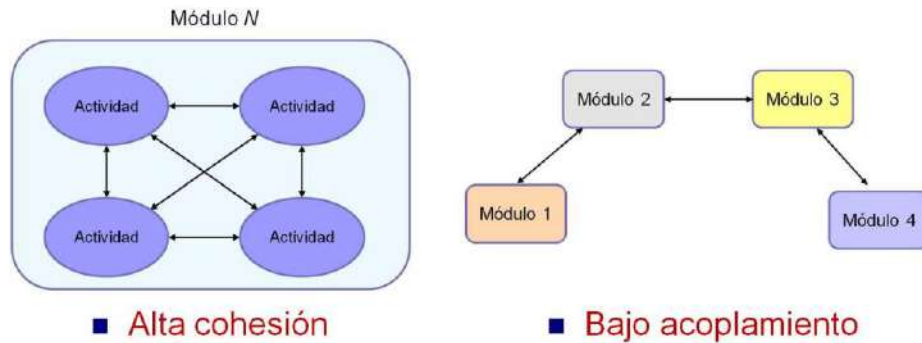 Módulo N
Actividad
Actividad
Actividad
Actividad
Alta cohesión
Módulo 2
Módulo 3
Módulo 1
Módulo 4
Bajo acoplamiento